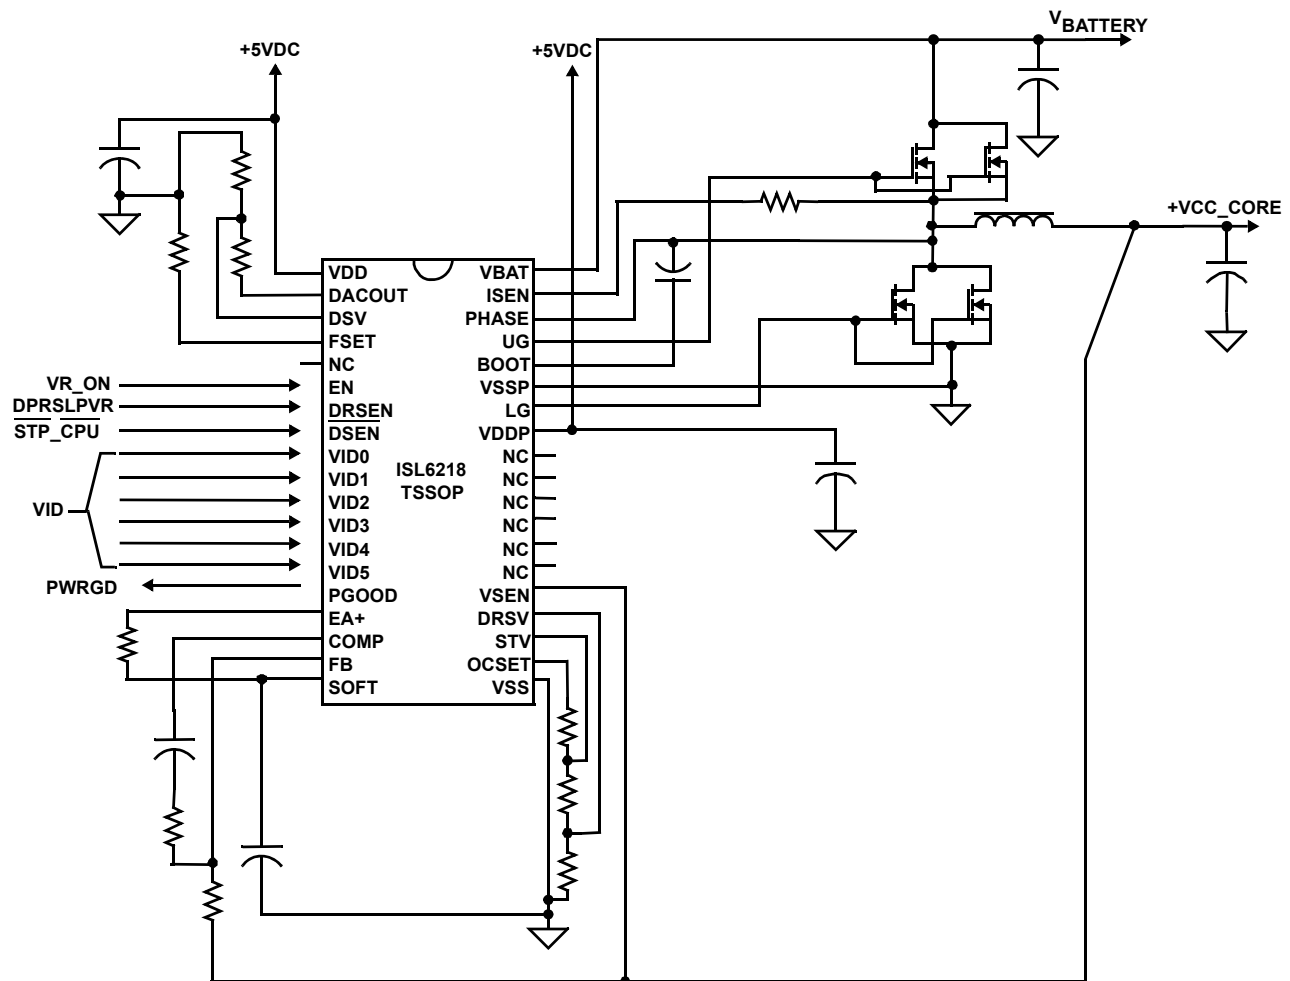 VBATTERY
+5VDC
+5VDC
+VCC_CORE
VDD
DACOUT
DSV
FSET
NC
EN
DRSEN
DSEN
VID0
VID1
VID2
VID3
VID4
VID5
PGOOD
EA+
COMP
FB
SOFT
ISL6218
TSSOP
VBAT
ISEN
PHASE
UG
BOOT
VSSP
LG
VDDP
NC
NC
NC
NC
NC
NC
VSEN
DRSV
STV
OCSET
VSS
VR_ON
DPRSLPVR
STP_CPU
VID
PWRGD